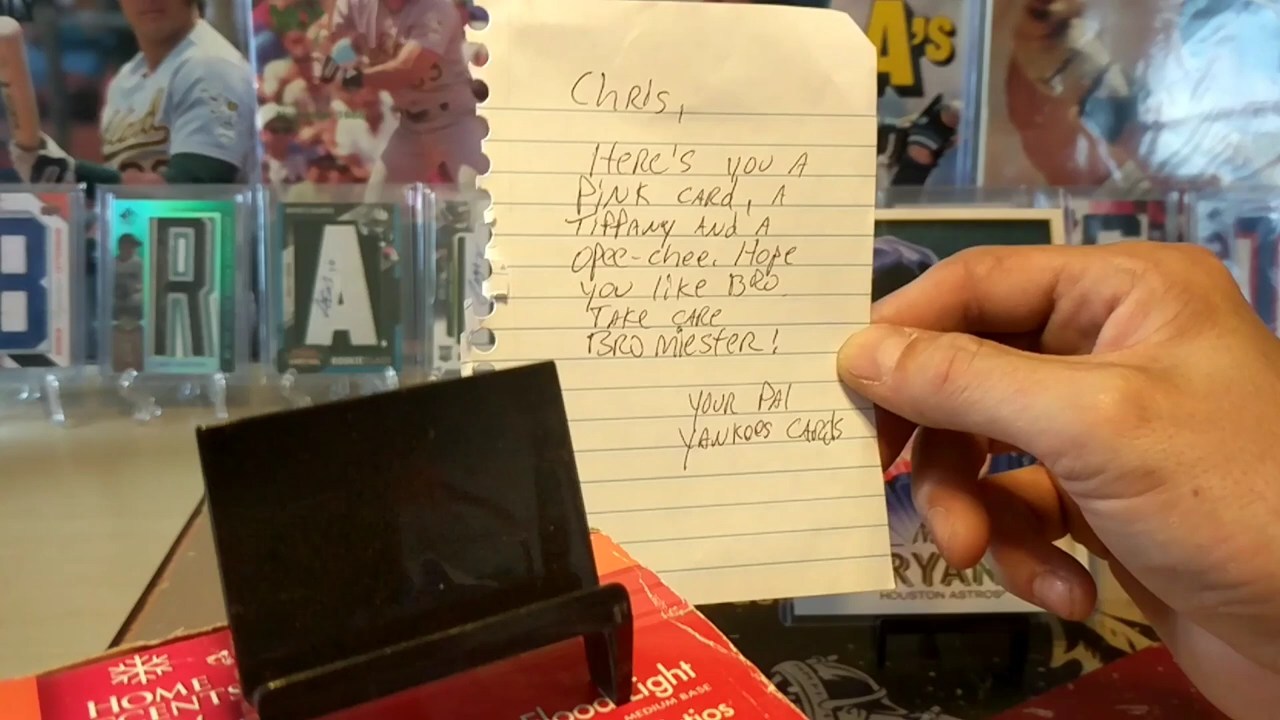 A's
B
R
A
Chris,
Here's you a
Pink card, a
Tiffany and a
opee-chee. Hope
you like Bro
Take care
Bro miester!
Your Pal
Yankees Cards
RYAN
HOUSTON ASTROS
HOME
Flood Light
MEDIUM BASE